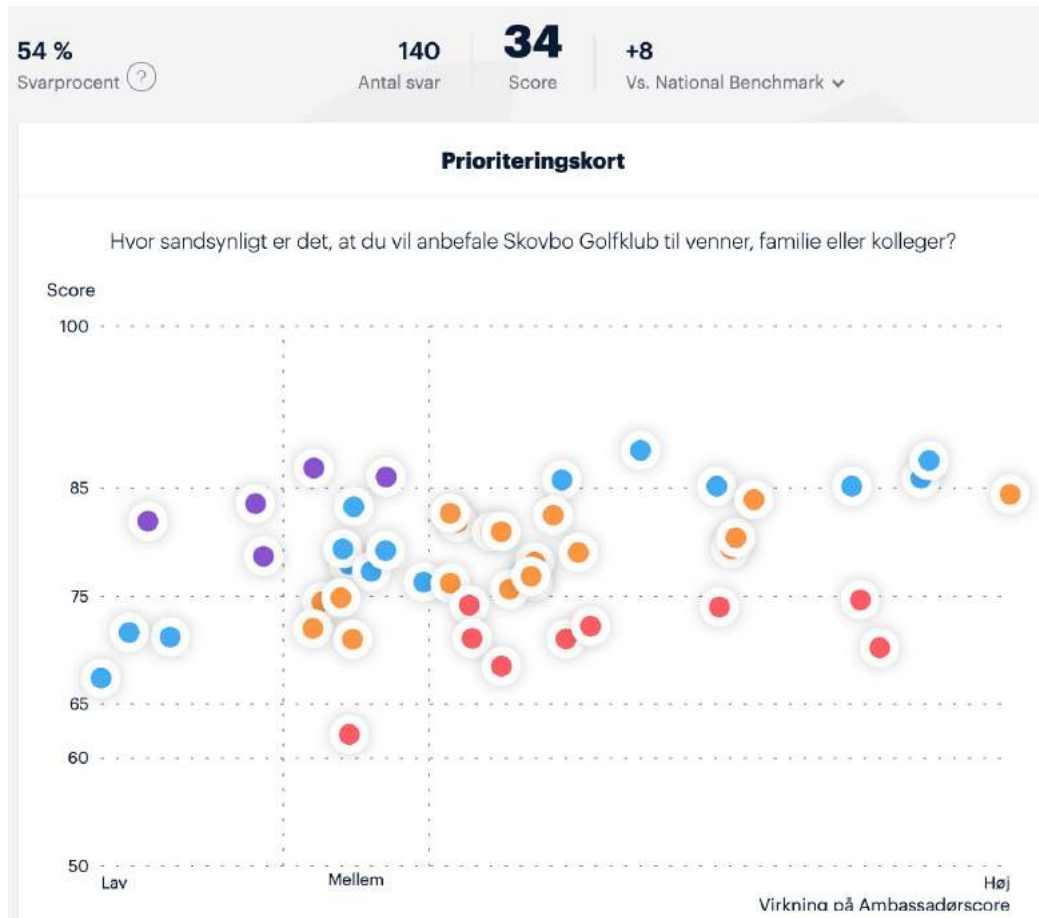 54 %
Svarprocent ?
140
Antal svar
34
Score
+8
Vs. National Benchmark
Prioriteringskort
Hvor sandsynligt er det, at du vil anbefale Skovbo Golfklub til venner, familie eller kolleger?
Score
100
85
75
65
60
50
Lav
Mellem
Høj
Virkning på Ambassadørscore